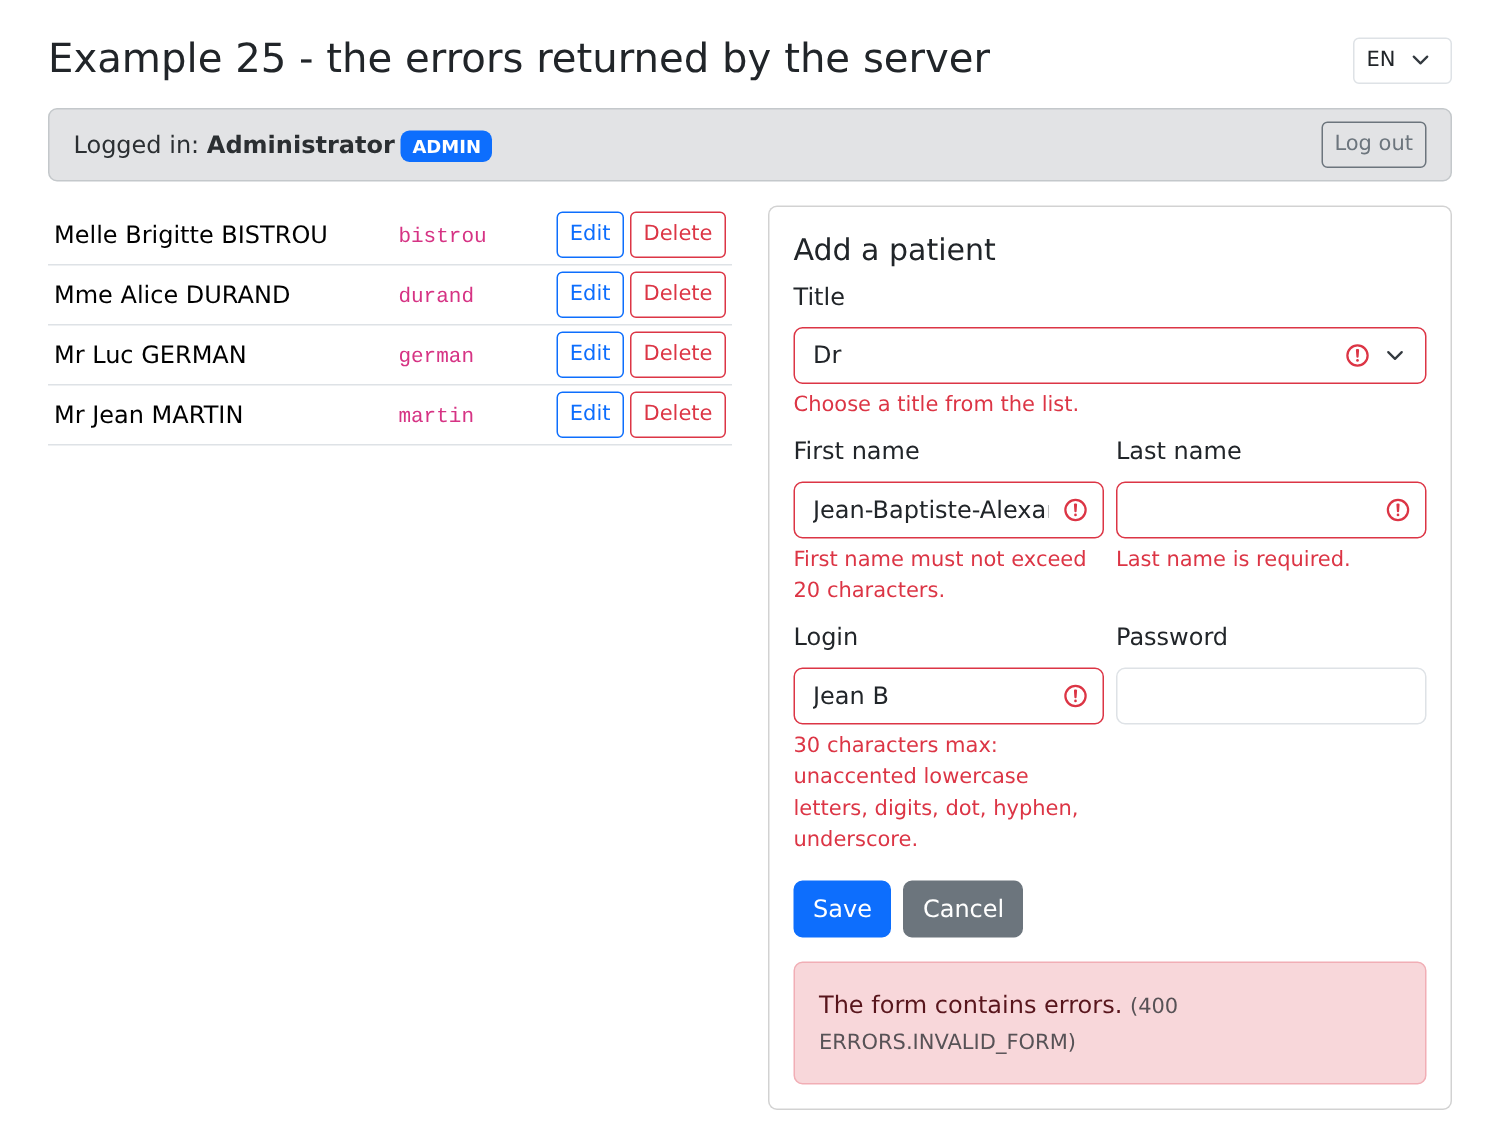 Example 25 - the errors returned by the server
EN
Logged in: Administrator ADMIN
Log out
Melle Brigitte BISTROU bistrou Edit Delete
Mme Alice DURAND durand Edit Delete
Mr Luc GERMAN german Edit Delete
Mr Jean MARTIN martin Edit Delete
Add a patient
Title
Dr
Choose a title from the list.
First name
Jean-Baptiste-Alexa
First name must not exceed
20 characters.
Last name
Last name is required.
Login
Jean B
30 characters max:
unaccented lowercase
letters, digits, dot, hyphen,
underscore.
Password
Save Cancel
The form contains errors. (400
ERRORS.INVALID_FORM)